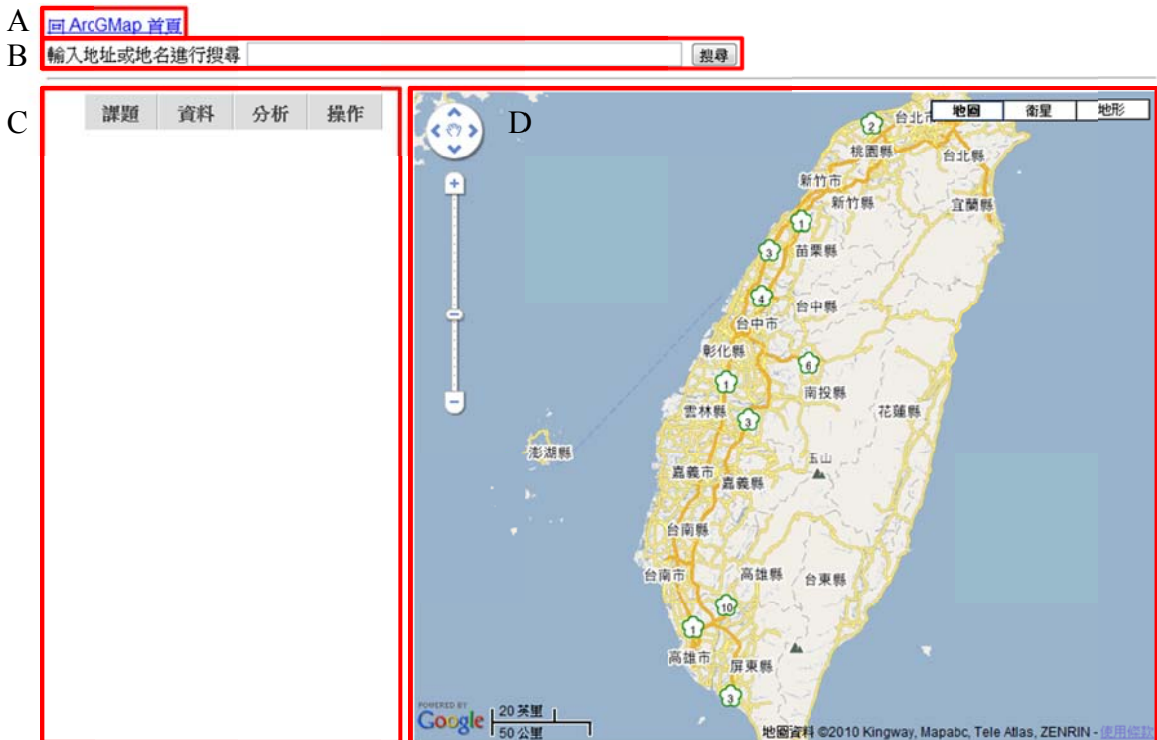 A
回 ArcGMap 首頁
B
輸入地址或地名進行搜尋
搜尋
C
課題
資料
分析
操作
D
地圖
衛星
地形
2
台北市
桃園縣
台北縣
新竹市
新竹縣
宜蘭縣
1
3
苗栗縣
4
台中縣
台中市
彰化縣
6
1
南投縣
雲林縣
3
花蓮縣
澎湖縣
玉山
嘉義市
嘉義縣
台南縣
台南市
高雄縣
台東縣
10
1
高雄市
屏東縣
3
POWERED BY
Google
20 英里
50 公里
地圖資料 ©2010 Kingway, Mapabc, Tele Atlas, ZENRIN - 使用條款